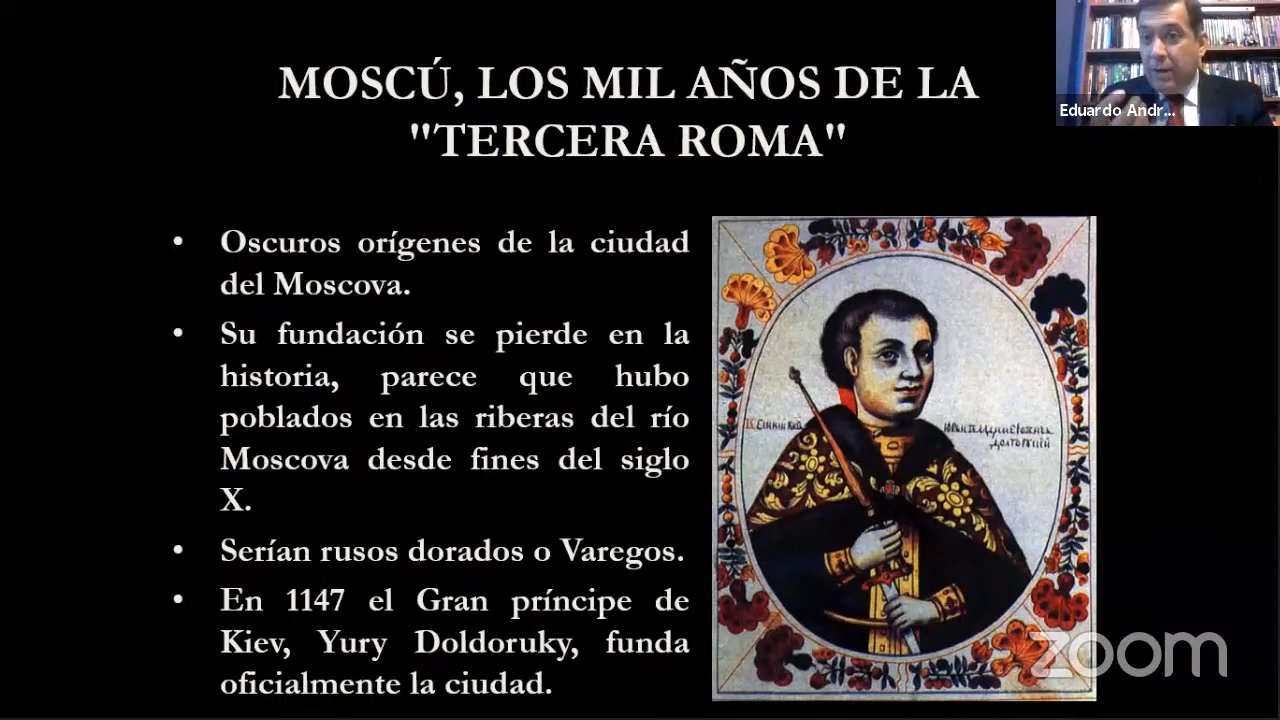 MOSCÚ, LOS MIL AÑOS DE LA
"TERCERA ROMA"
Eduardo Andr...
• Oscuros orígenes de la ciudad
del Moscova.
• Su fundación se pierde en la
historia, parece que hubo
poblados en las riberas del río
Moscova desde fines del siglo
X.
• Serían rusos dorados o Varegos.
• En 1147 el Gran príncipe de
Kiev, Yury Doldoruky, funda
oficialmente la ciudad.
zoom